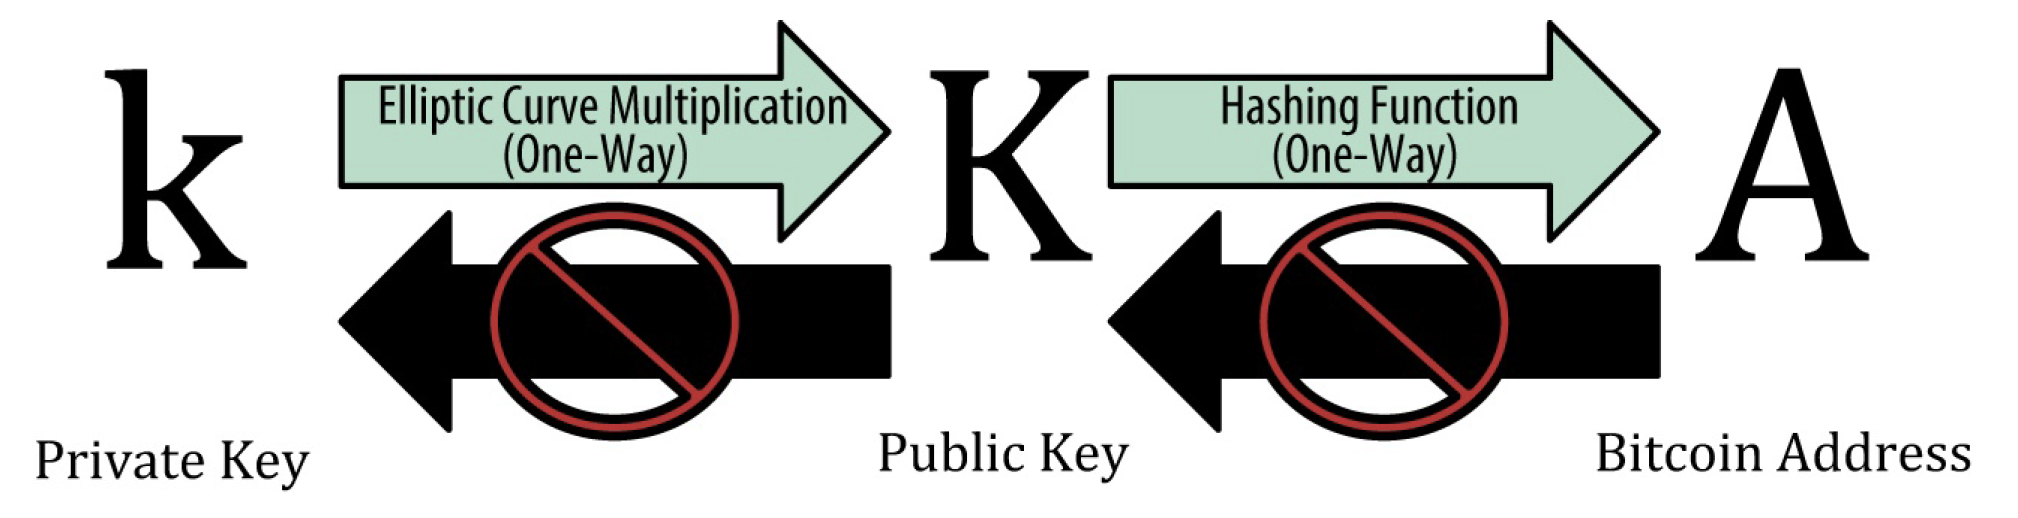 k
Elliptic Curve Multiplication
(One-Way)
K
Hashing Function
(One-Way)
A
Private Key
Public Key
Bitcoin Address